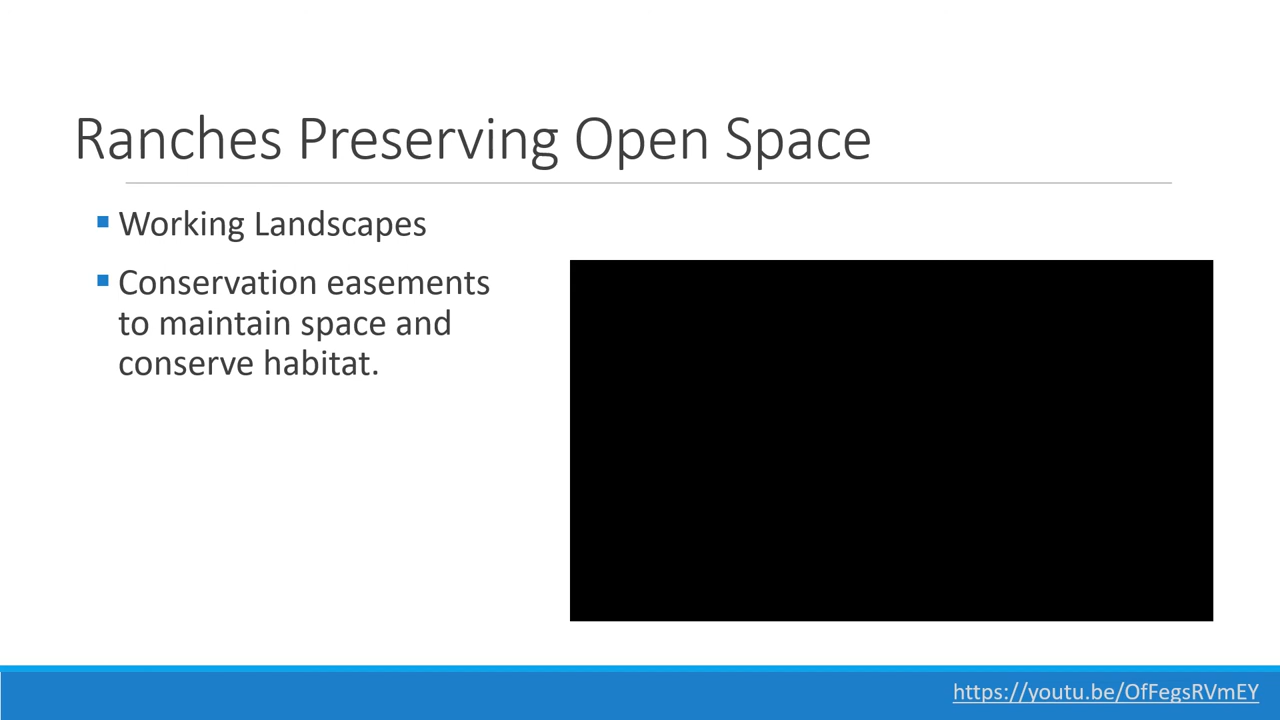 Ranches Preserving Open Space
▪ Working Landscapes
▪ Conservation easements
to maintain space and
conserve habitat.
https://youtu.be/OfFegsRVmEY